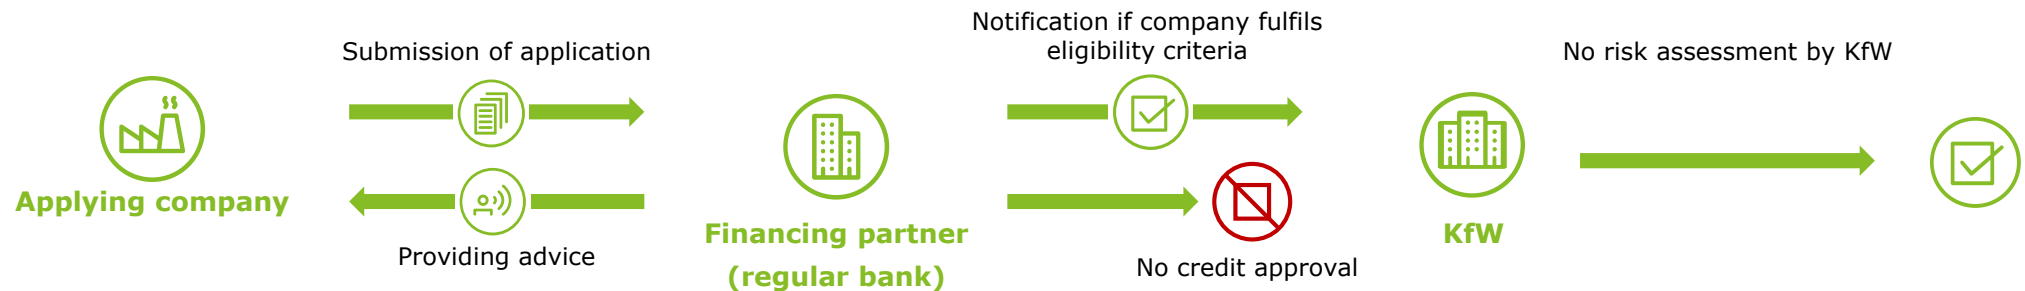 Submission of application
Applying company
Providing advice
Notification if company fulfils
eligibility criteria
Financing partner
(regular bank)
No credit approval
No risk assessment by KfW
KfW